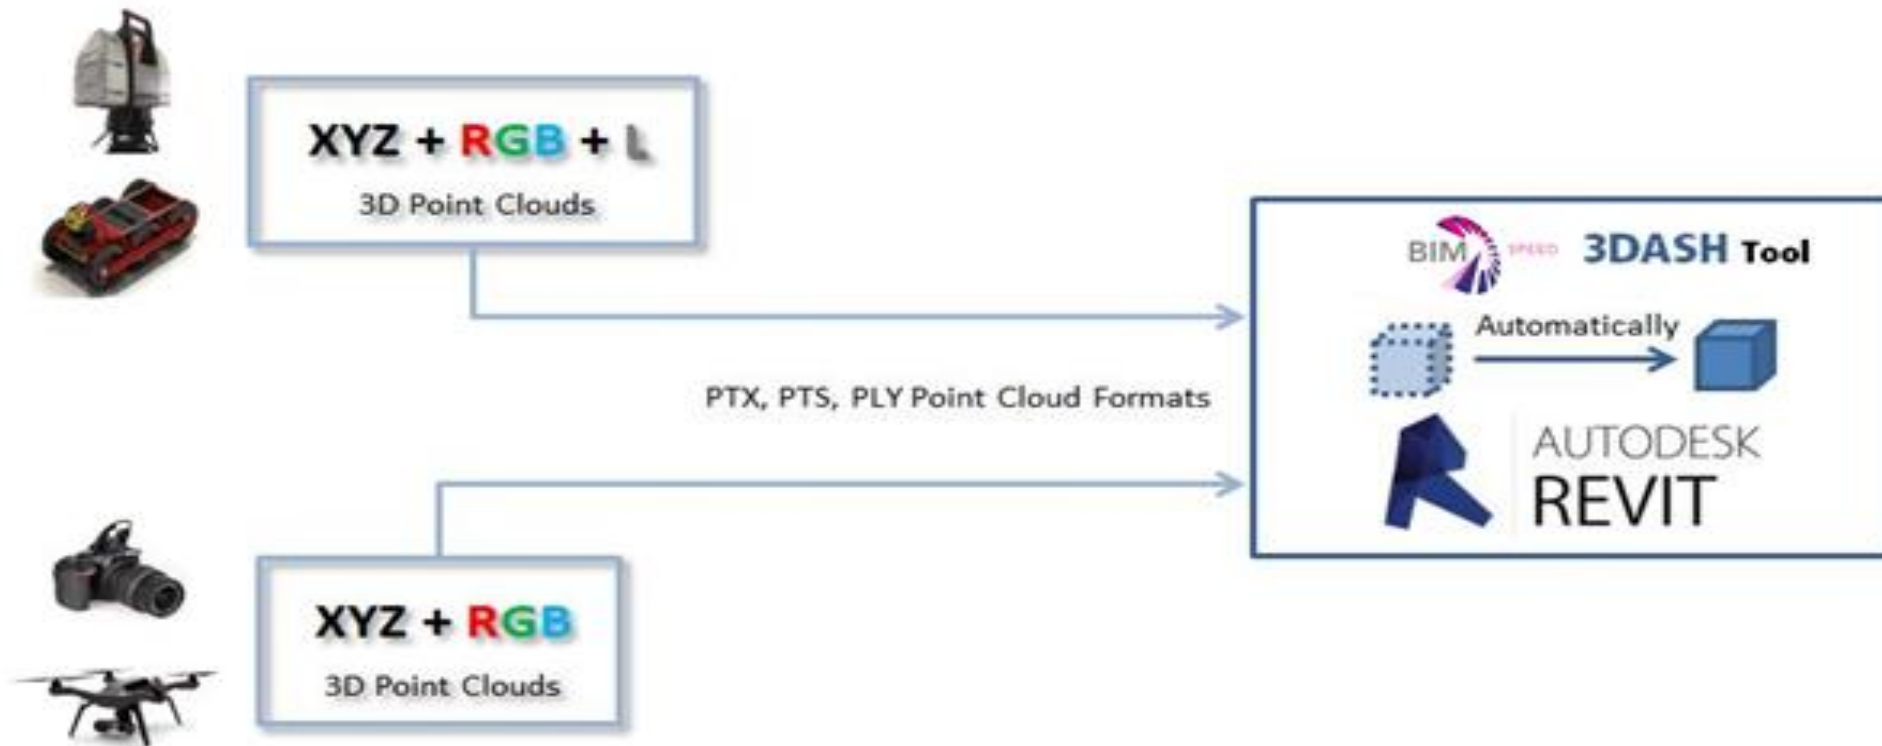 XYZ + RGB + L
3D Point Clouds
BIM SPEED 3DASH Tool
Automatically
PTX, PTS, PLY Point Cloud Formats
AUTODESK
REVIT
XYZ + RGB
3D Point Clouds